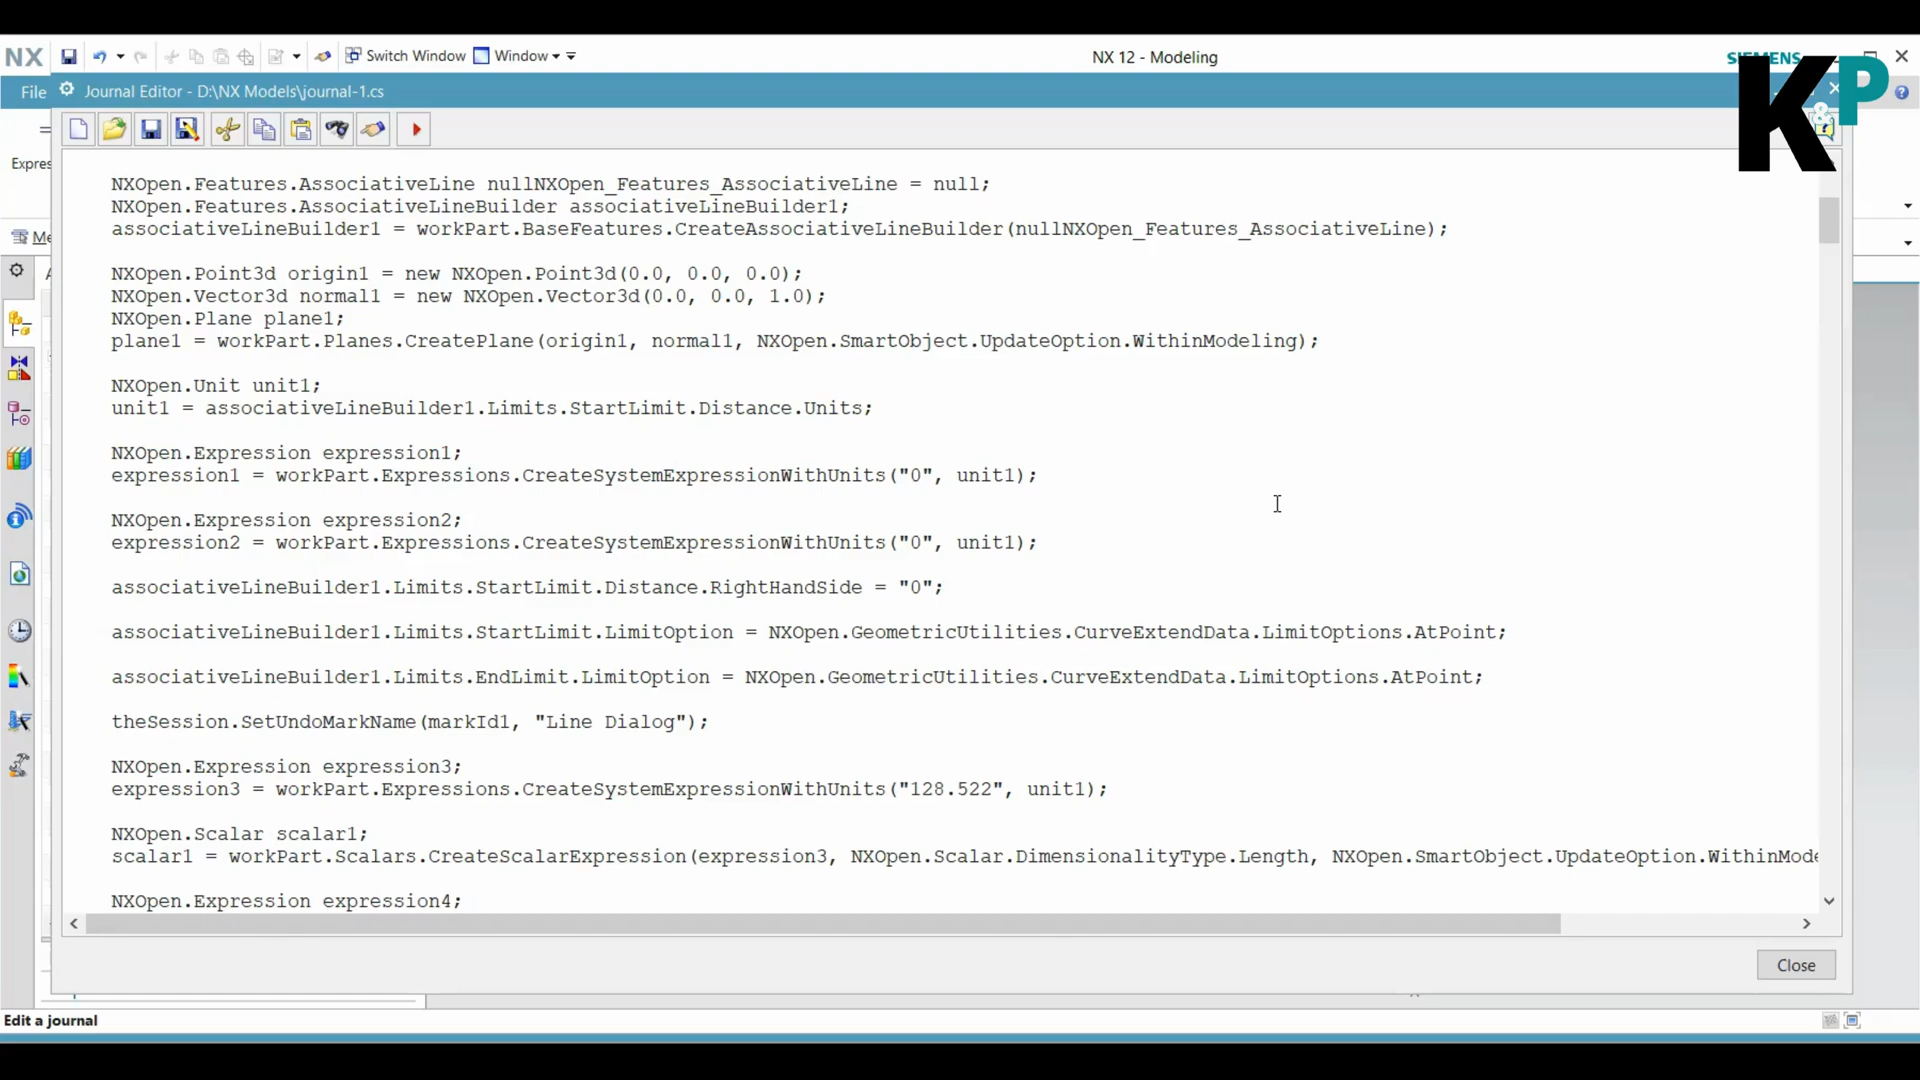 NX
Switch Window
Window
NX 12 - Modeling
SIEMENS
File
Journal Editor - D:\NX Models\journal-1.cs
K&P
Expres
Me
NXOpen.Features.AssociativeLine nullNXOpen_Features_AssociativeLine = null;
NXOpen.Features.AssociativeLineBuilder associativeLineBuilder1;
associativeLineBuilder1 = workPart.BaseFeatures.CreateAssociativeLineBuilder(nullNXOpen_Features_AssociativeLine);
NXOpen.Point3d origin1 = new NXOpen.Point3d(0.0, 0.0, 0.0);
NXOpen.Vector3d normal1 = new NXOpen.Vector3d(0.0, 0.0, 1.0);
NXOpen.Plane plane1;
plane1 = workPart.Planes.CreatePlane(origin1, normal1, NXOpen.SmartObject.UpdateOption.WithinModeling);
NXOpen.Unit unit1;
unit1 = associativeLineBuilder1.Limits.StartLimit.Distance.Units;
NXOpen.Expression expression1;
expression1 = workPart.Expressions.CreateSystemExpressionWithUnits("0", unit1);
NXOpen.Expression expression2;
expression2 = workPart.Expressions.CreateSystemExpressionWithUnits("0", unit1);
associativeLineBuilder1.Limits.StartLimit.Distance.RightHandSide = "0";
associativeLineBuilder1.Limits.StartLimit.LimitOption = NXOpen.GeometricUtilities.CurveExtendData.LimitOptions.AtPoint;
associativeLineBuilder1.Limits.EndLimit.LimitOption = NXOpen.GeometricUtilities.CurveExtendData.LimitOptions.AtPoint;
theSession.SetUndoMarkName(markId1, "Line Dialog");
NXOpen.Expression expression3;
expression3 = workPart.Expressions.CreateSystemExpressionWithUnits("128.522", unit1);
NXOpen.Scalar scalar1;
scalar1 = workPart.Scalars.CreateScalarExpression(expression3, NXOpen.Scalar.DimensionalityType.Length, NXOpen.SmartObject.UpdateOption.WithinMode
NXOpen.Expression expression4;
Close
Edit a journal